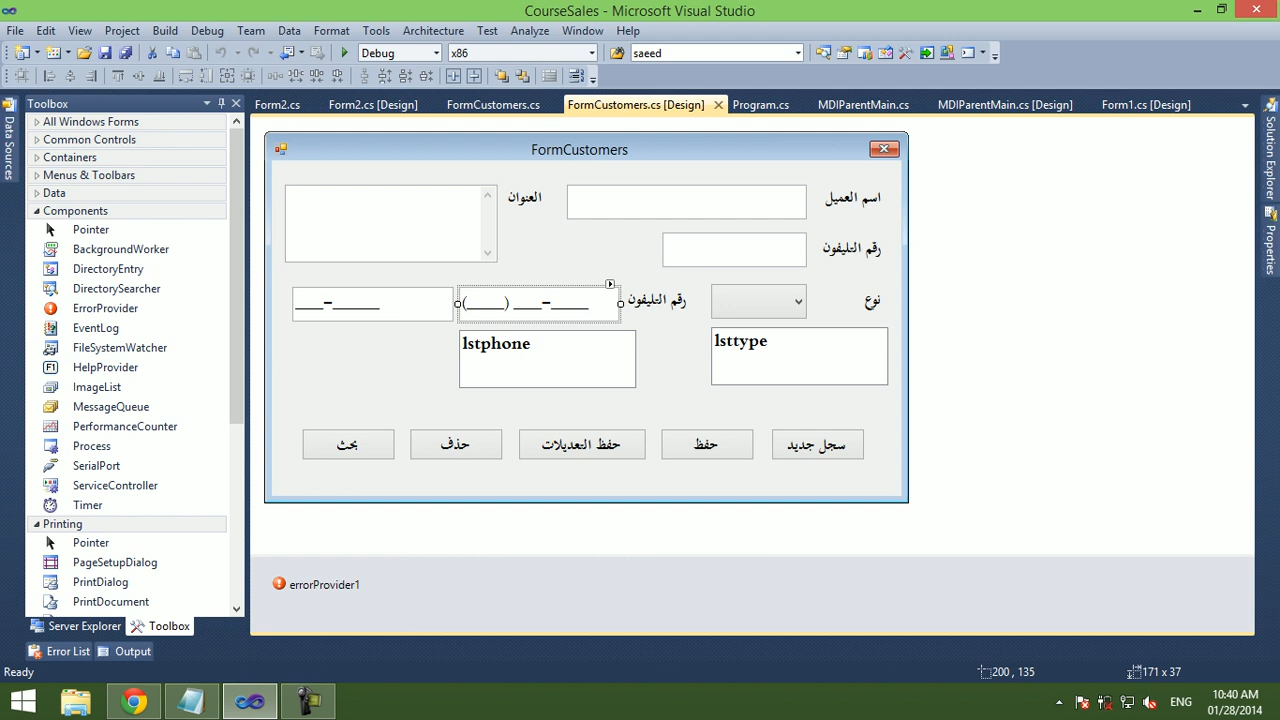 CourseSales - Microsoft Visual Studio
File Edit View Project Build Debug Team Data Format Tools Architecture Test Analyze Window Help
Debug x86 saeed
Toolbox
Form2.cs Form2.cs [Design] FormCustomers.cs FormCustomers.cs [Design] Program.cs MDIParentMain.cs MDIParentMain.cs [Design] Form1.cs [Design]
Data Sources
All Windows Forms
Common Controls
Containers
Menus & Toolbars
Data
Components
Pointer
BackgroundWorker
DirectoryEntry
DirectorySearcher
ErrorProvider
EventLog
FileSystemWatcher
HelpProvider
ImageList
MessageQueue
PerformanceCounter
Process
SerialPort
ServiceController
Timer
Printing
Pointer
PageSetupDialog
PrintDialog
PrintDocument
Server Explorer Toolbox
FormCustomers
اسم العميل
العنوان
رقم التليفون
نوع
رقم التليفون
(____) ___-____
___-_____
lstphone
lsttype
سجل جديد
حفظ
حفظ التعديلات
حذف
بحث
errorProvider1
Solution Explorer
Properties
Error List Output
Ready 200 , 135 171 x 37
F1
ENG
10:40 AM
01/28/2014